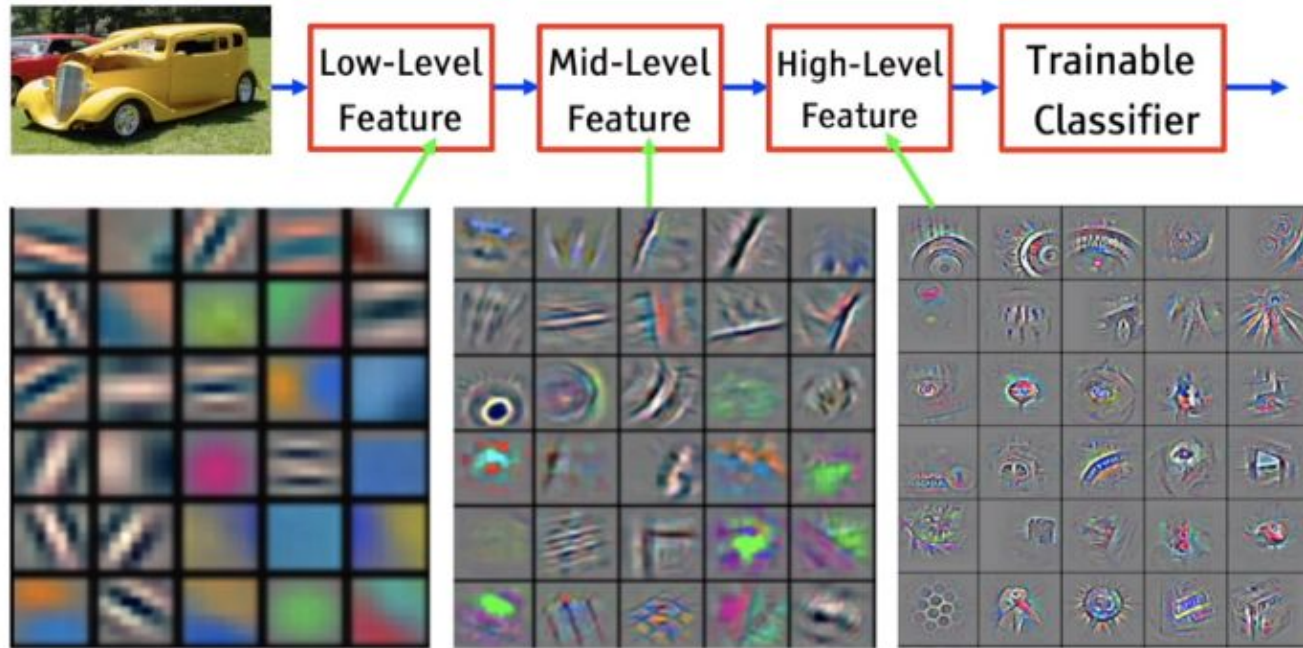 Low-Level
Feature
Mid-Level
Feature
High-Level
Feature
Trainable
Classifier